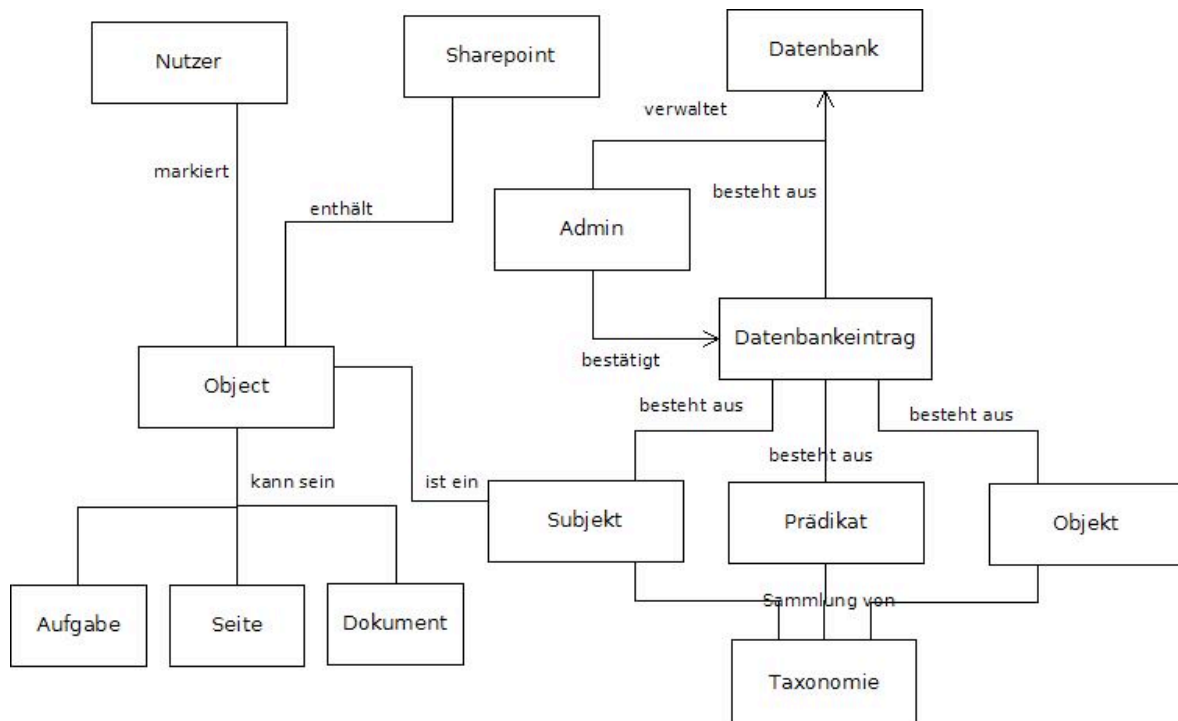 Nutzer
Sharepoint
Datenbank
verwaltet
markiert
besteht aus
enthält
Admin
Datenbankeintrag
bestätigt
Object
besteht aus
besteht aus
besteht aus
kann sein
ist ein
Subjekt
Prädikat
Objekt
Sammlung von
Aufgabe
Seite
Dokument
Taxonomie